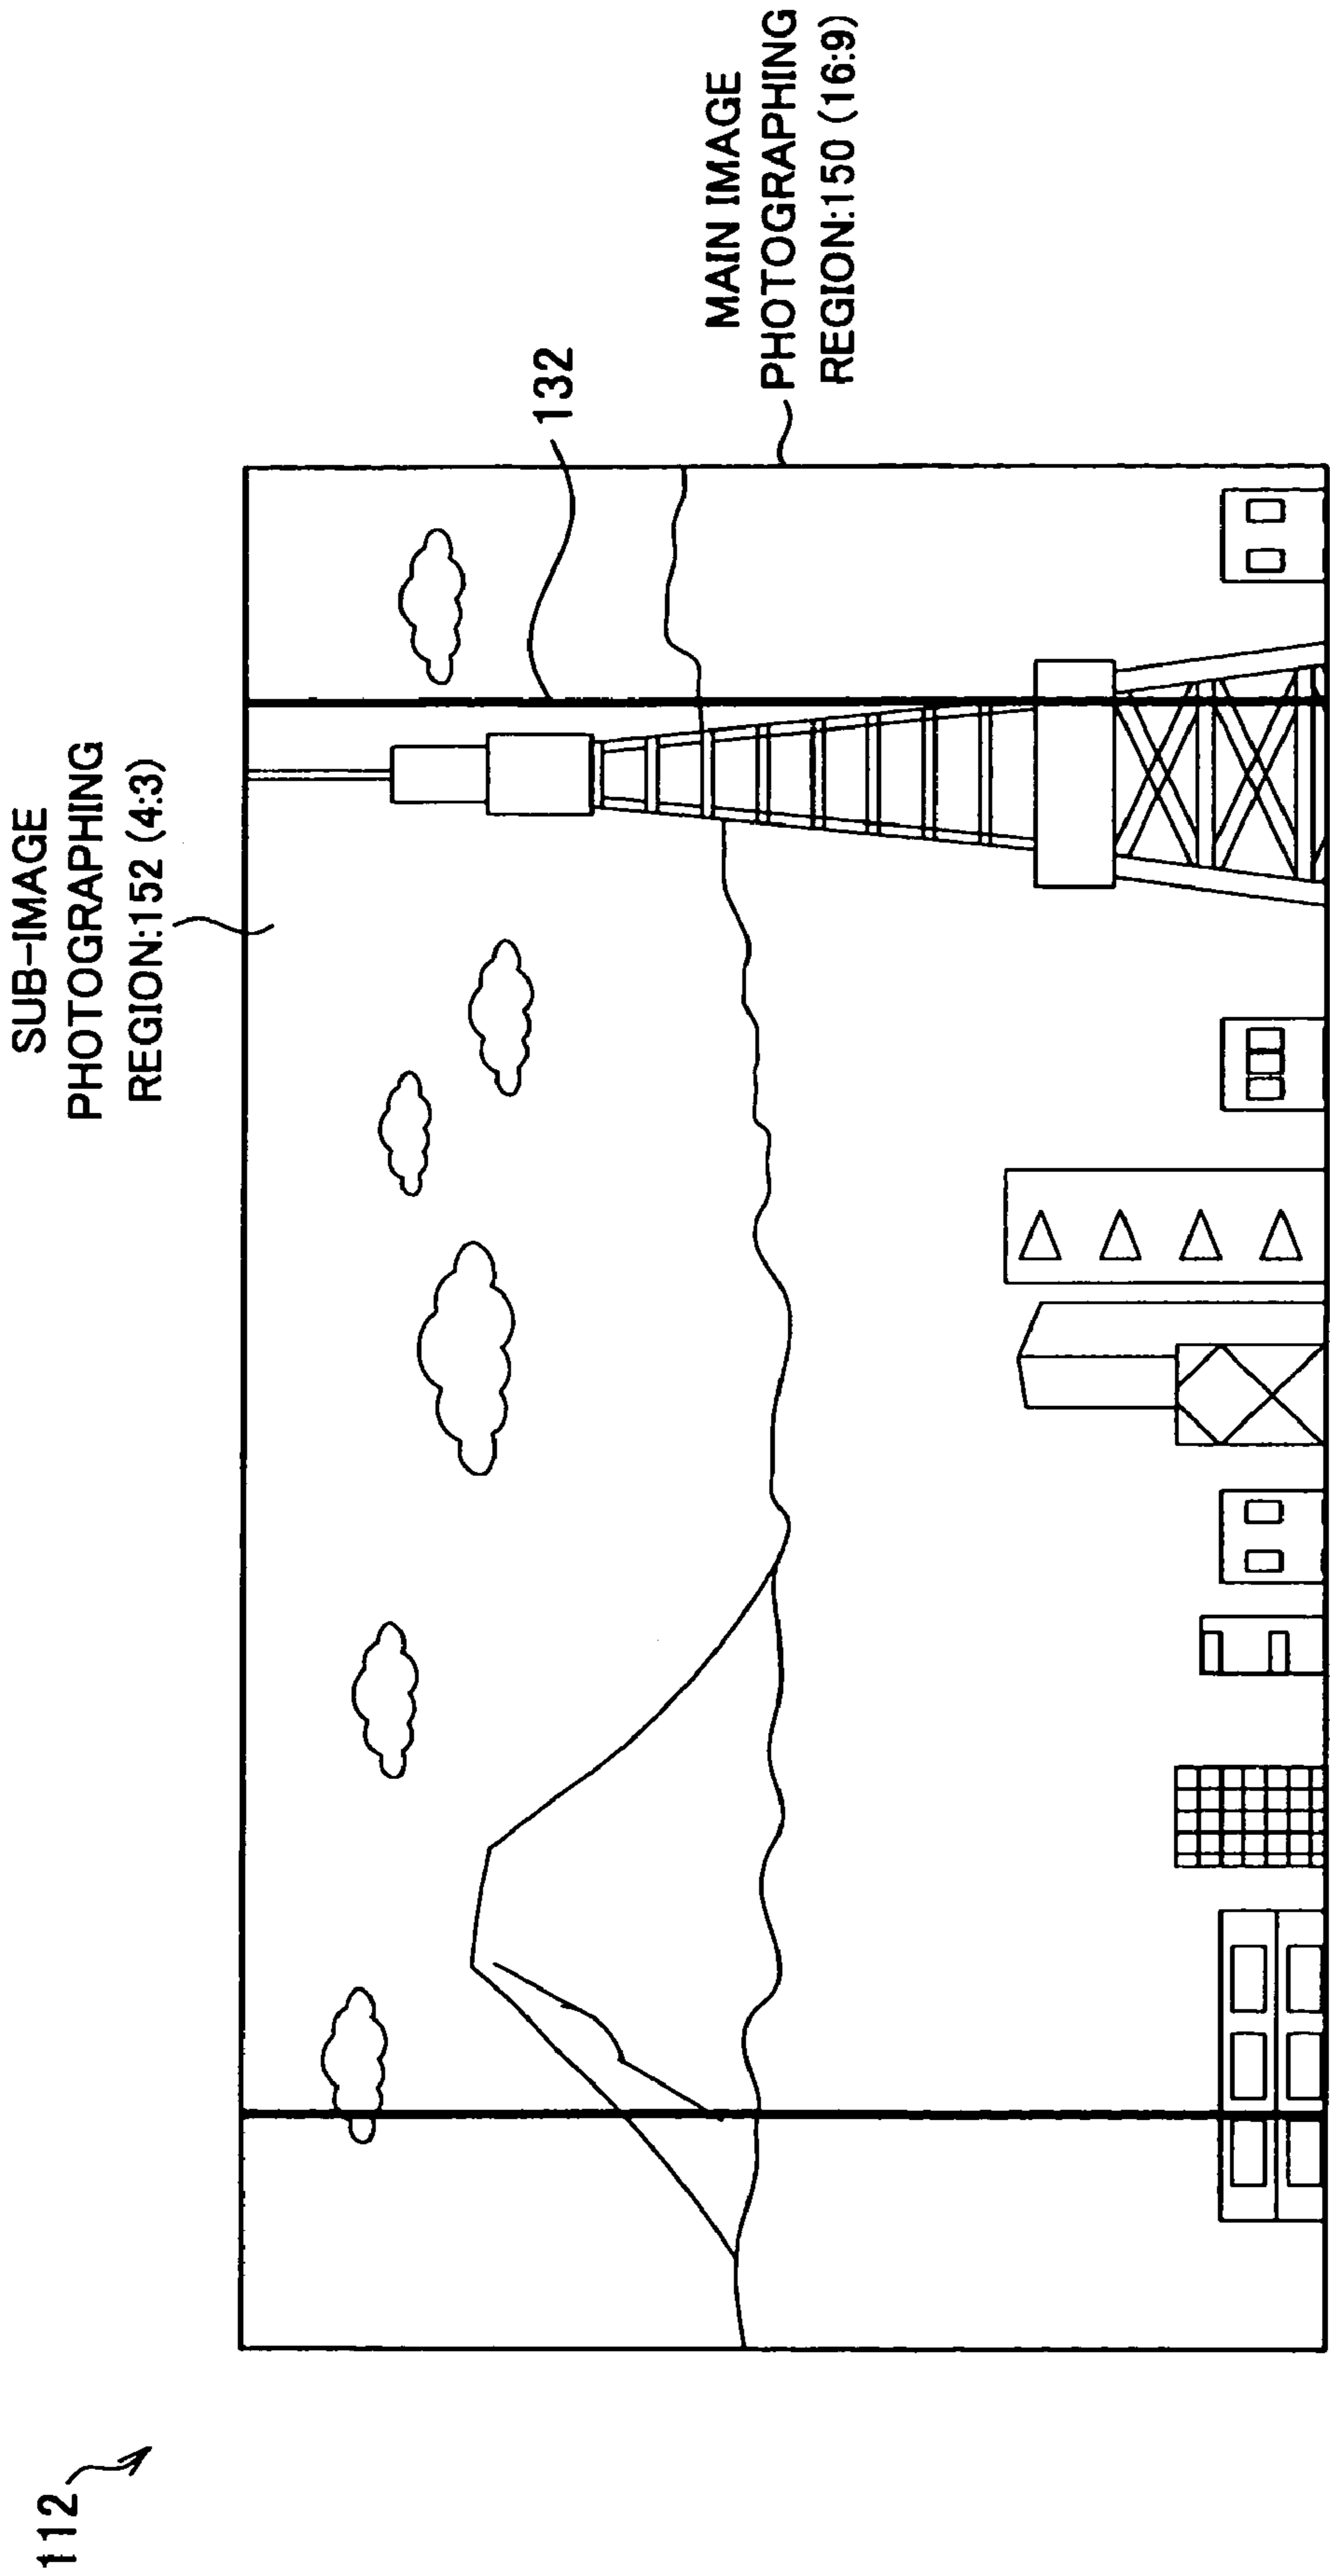 112
SUB-IMAGE
PHOTOGRAPHING
REGION:152 (4:3)
132
MAIN IMAGE
PHOTOGRAPHING
REGION:150 (16:9)